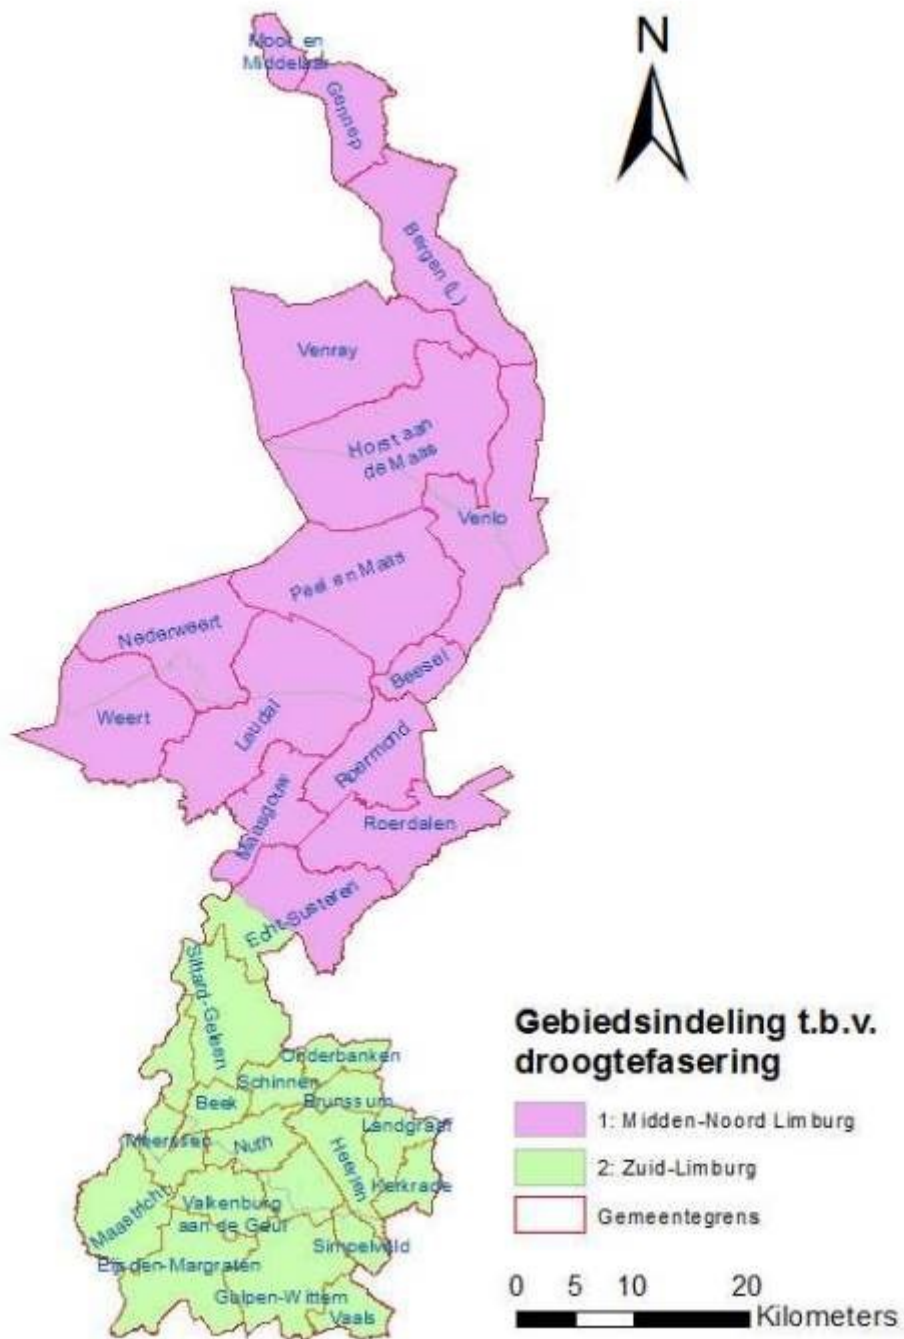 N
Mook en
Middelaar
Gennep
Bergen (L)
Venray
Horst aan
de Maas
Venlo
Peel en Maas
Nederweert
Beesel
Weert
Leudal
Roermond
Maasgouw
Roerdalen
Echt-Susteren
Sittard-Geleen
Onderbanken
Schinnen
Beek
Brunssum
Landgraaf
Meerssen
Nuth
Heerlen
Kerkrade
Maastricht
Valkenburg
aan de Geul
Simpelveld
Eijsden-Margraten
Gulpen-Wittem
Vaals
Gebiedsindeling t.b.v.
droogtefasering
1: Midden-Noord Limburg
2: Zuid-Limburg
Gemeentegrens
0 5 10 20
Kilometers